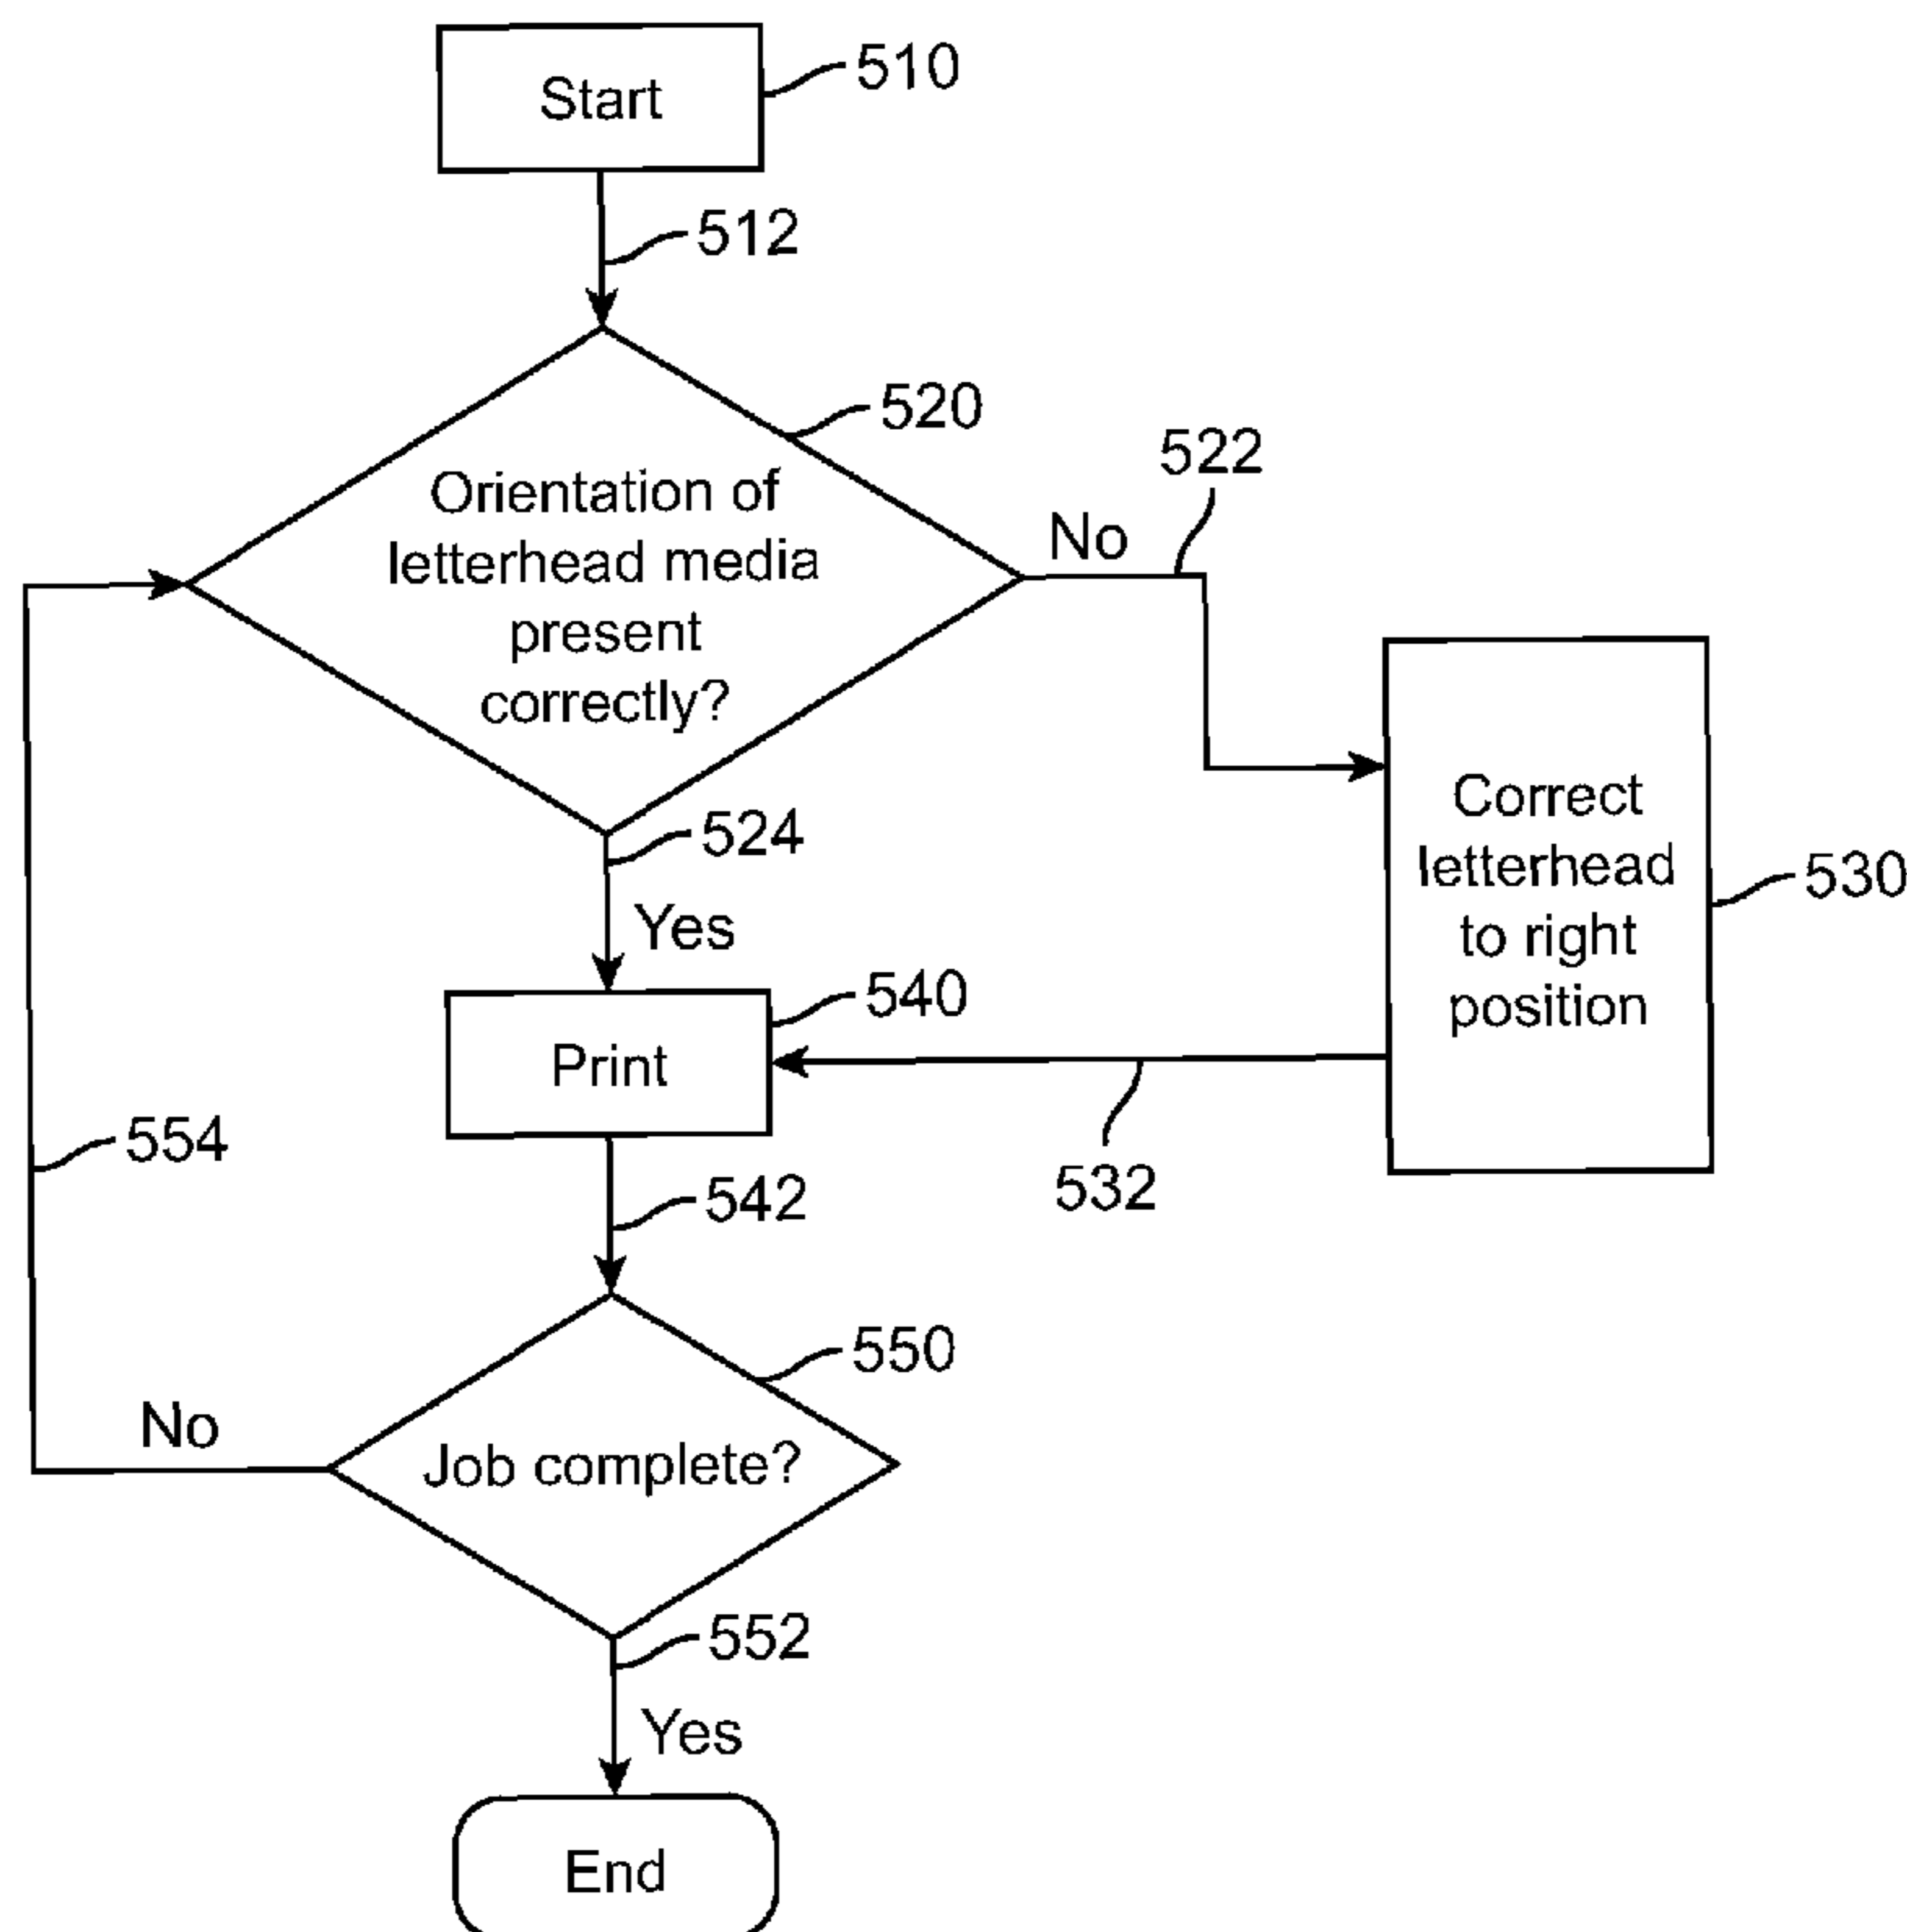 Start
510
512
520
Orientation of
letterhead media
present
correctly?
522
No
524
Yes
Correct
letterhead
to right
position
530
540
Print
532
554
542
550
Job complete?
No
552
Yes
End